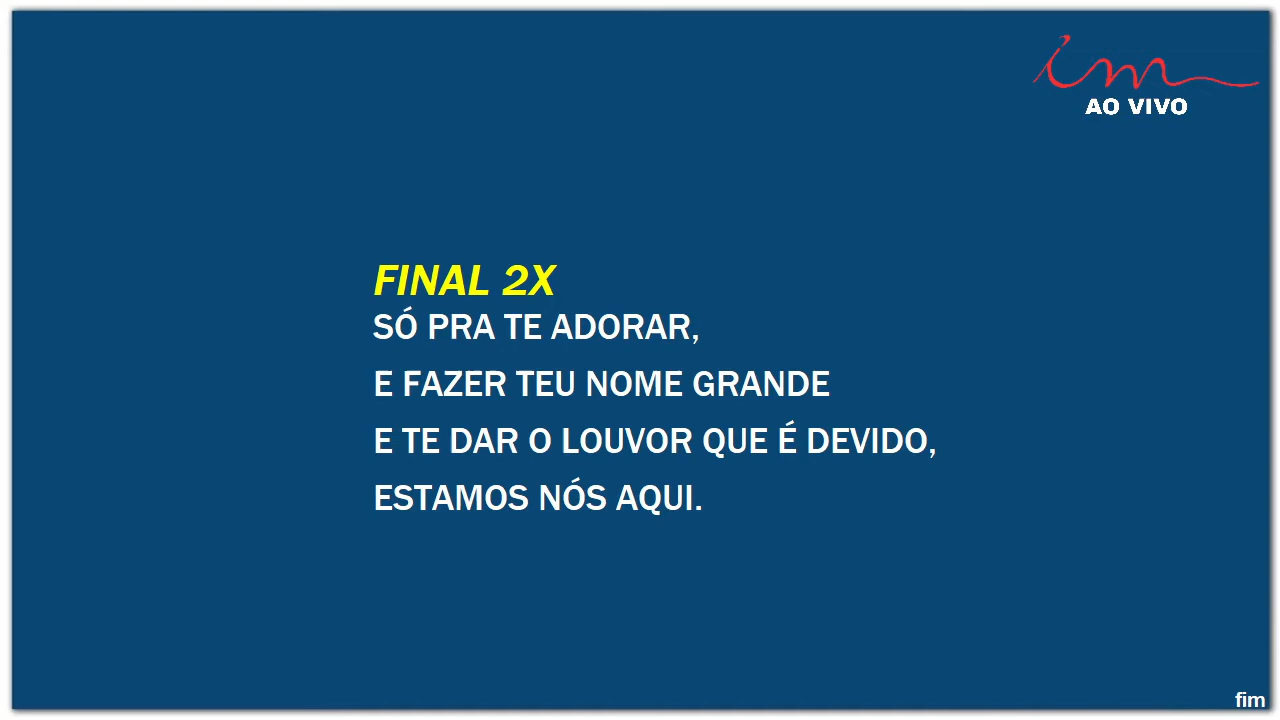 im
AO VIVO
FINAL 2X
SÓ PRA TE ADORAR,
E FAZER TEU NOME GRANDE
E TE DAR O LOUVOR QUE É DEVIDO,
ESTAMOS NÓS AQUI.
fim